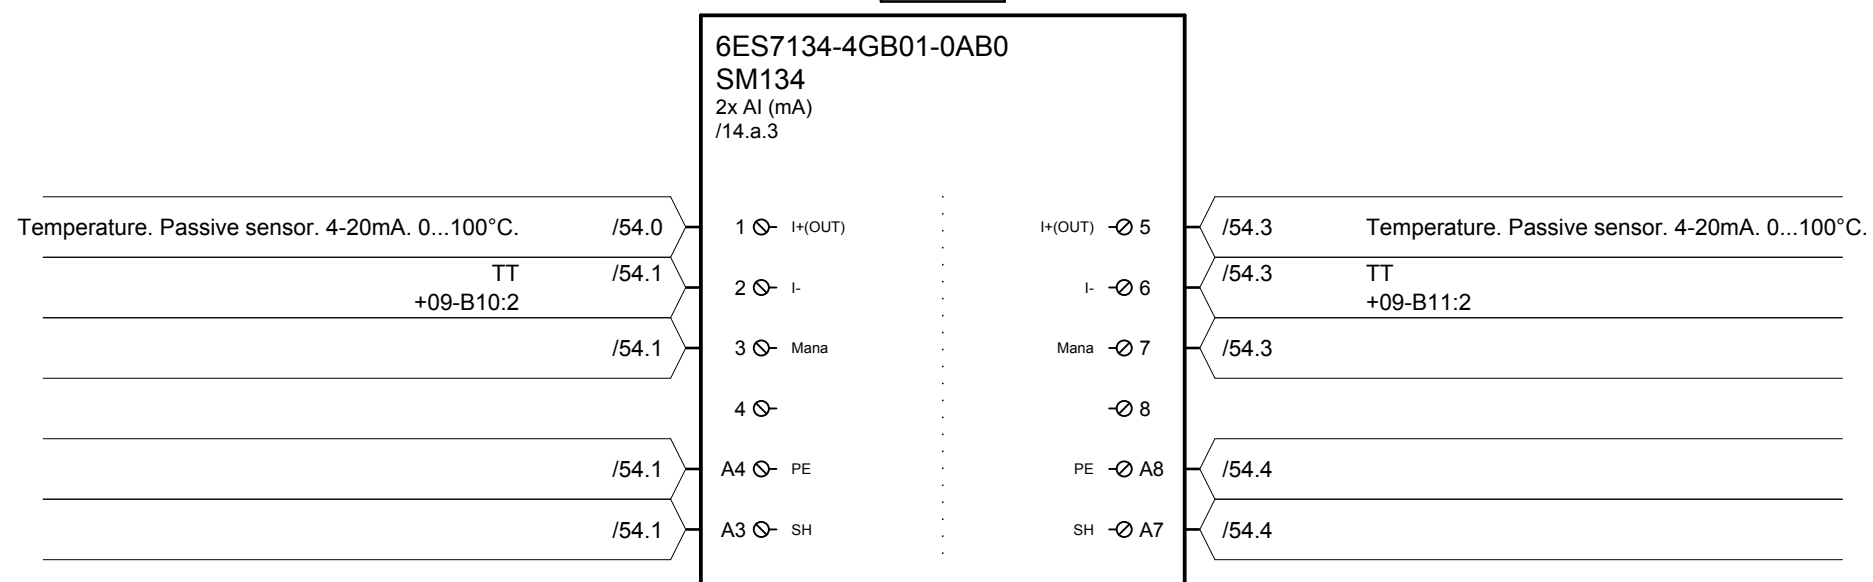 6ES7134-4GB01-0AB0
SM134
2x AI (mA)
/14.a.3
Temperature. Passive sensor. 4-20mA. 0...100°C. /54.0 1 I+(OUT) I+(OUT) 5 /54.3 Temperature. Passive sensor. 4-20mA. 0...100°C.
TT /54.1 2 I- I- 6 /54.3 TT
+09-B10:2 +09-B11:2
/54.1 3 Mana Mana 7 /54.3
4 8
/54.1 A4 PE PE A8 /54.4
/54.1 A3 SH SH A7 /54.4